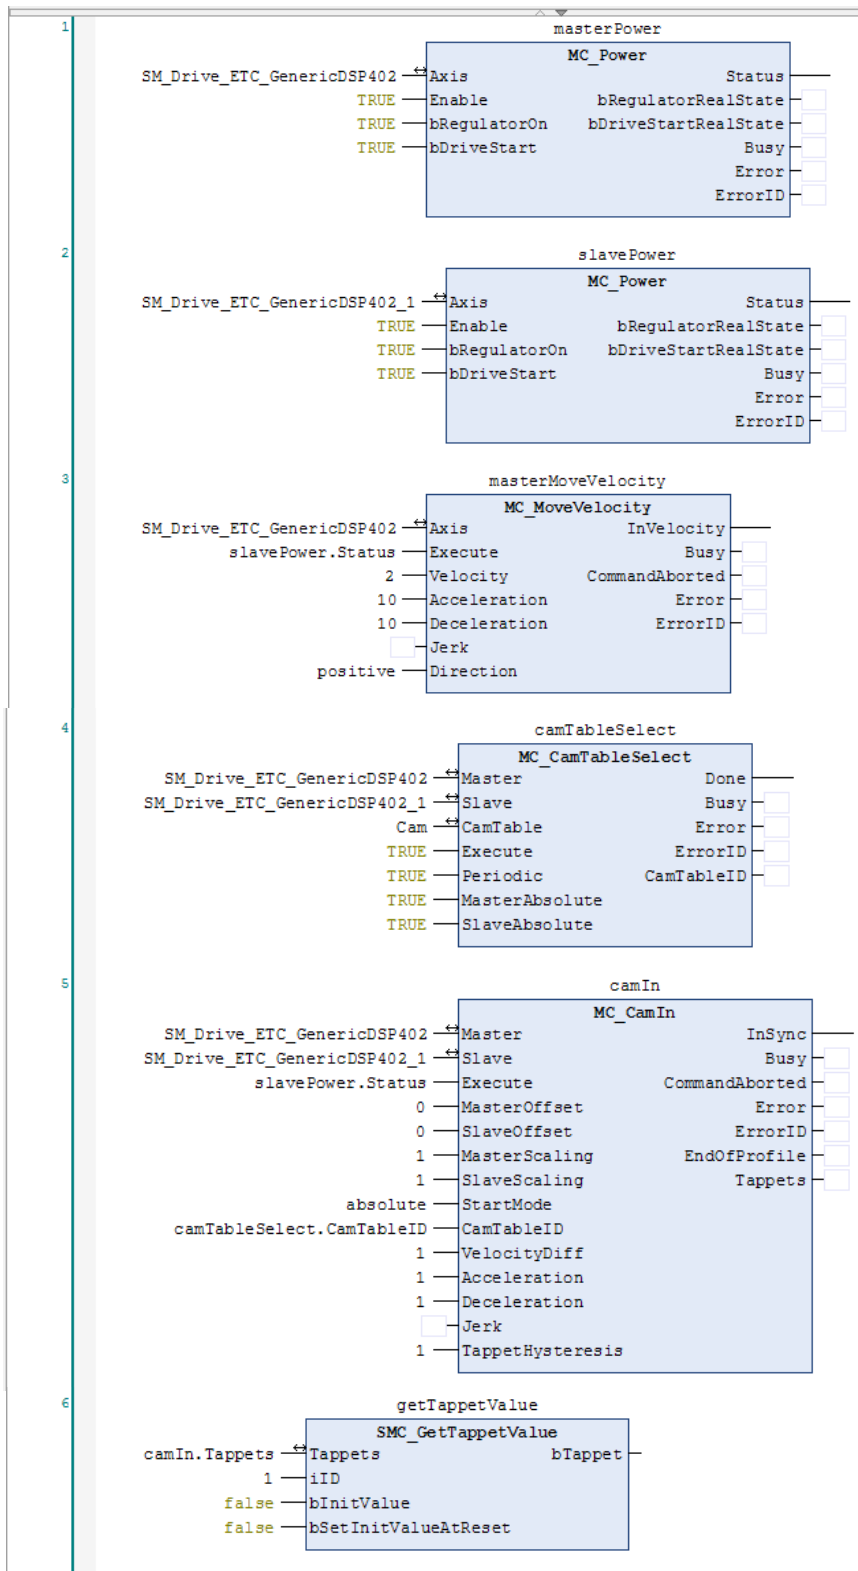 1
masterPower
MC_Power
SM_Drive_ETC_GenericDSP402 Axis Status
TRUE Enable bRegulatorRealState
TRUE bRegulatorOn bDriveStartRealState
TRUE bDriveStart Busy
Error
ErrorID
2
slavePower
MC_Power
SM_Drive_ETC_GenericDSP402_1 Axis Status
TRUE Enable bRegulatorRealState
TRUE bRegulatorOn bDriveStartRealState
TRUE bDriveStart Busy
Error
ErrorID
3
masterMoveVelocity
MC_MoveVelocity
SM_Drive_ETC_GenericDSP402 Axis InVelocity
slavePower.Status Execute Busy
2 Velocity CommandAborted
10 Acceleration Error
10 Deceleration ErrorID
Jerk
positive Direction
4
camTableSelect
MC_CamTableSelect
SM_Drive_ETC_GenericDSP402 Master Done
SM_Drive_ETC_GenericDSP402_1 Slave Busy
Cam CamTable Error
TRUE Execute ErrorID
TRUE Periodic CamTableID
TRUE MasterAbsolute
TRUE SlaveAbsolute
5
camIn
MC_CamIn
SM_Drive_ETC_GenericDSP402 Master InSync
SM_Drive_ETC_GenericDSP402_1 Slave Busy
slavePower.Status Execute CommandAborted
0 MasterOffset Error
0 SlaveOffset ErrorID
1 MasterScaling EndOfProfile
1 SlaveScaling Tappets
absolute StartMode
camTableSelect.CamTableID CamTableID
1 VelocityDiff
1 Acceleration
1 Deceleration
Jerk
1 TappetHysteresis
6
getTappetValue
SMC_GetTappetValue
camIn.Tappets Tappets bTappet
1 iID
false bInitValue
false bSetInitValueAtReset